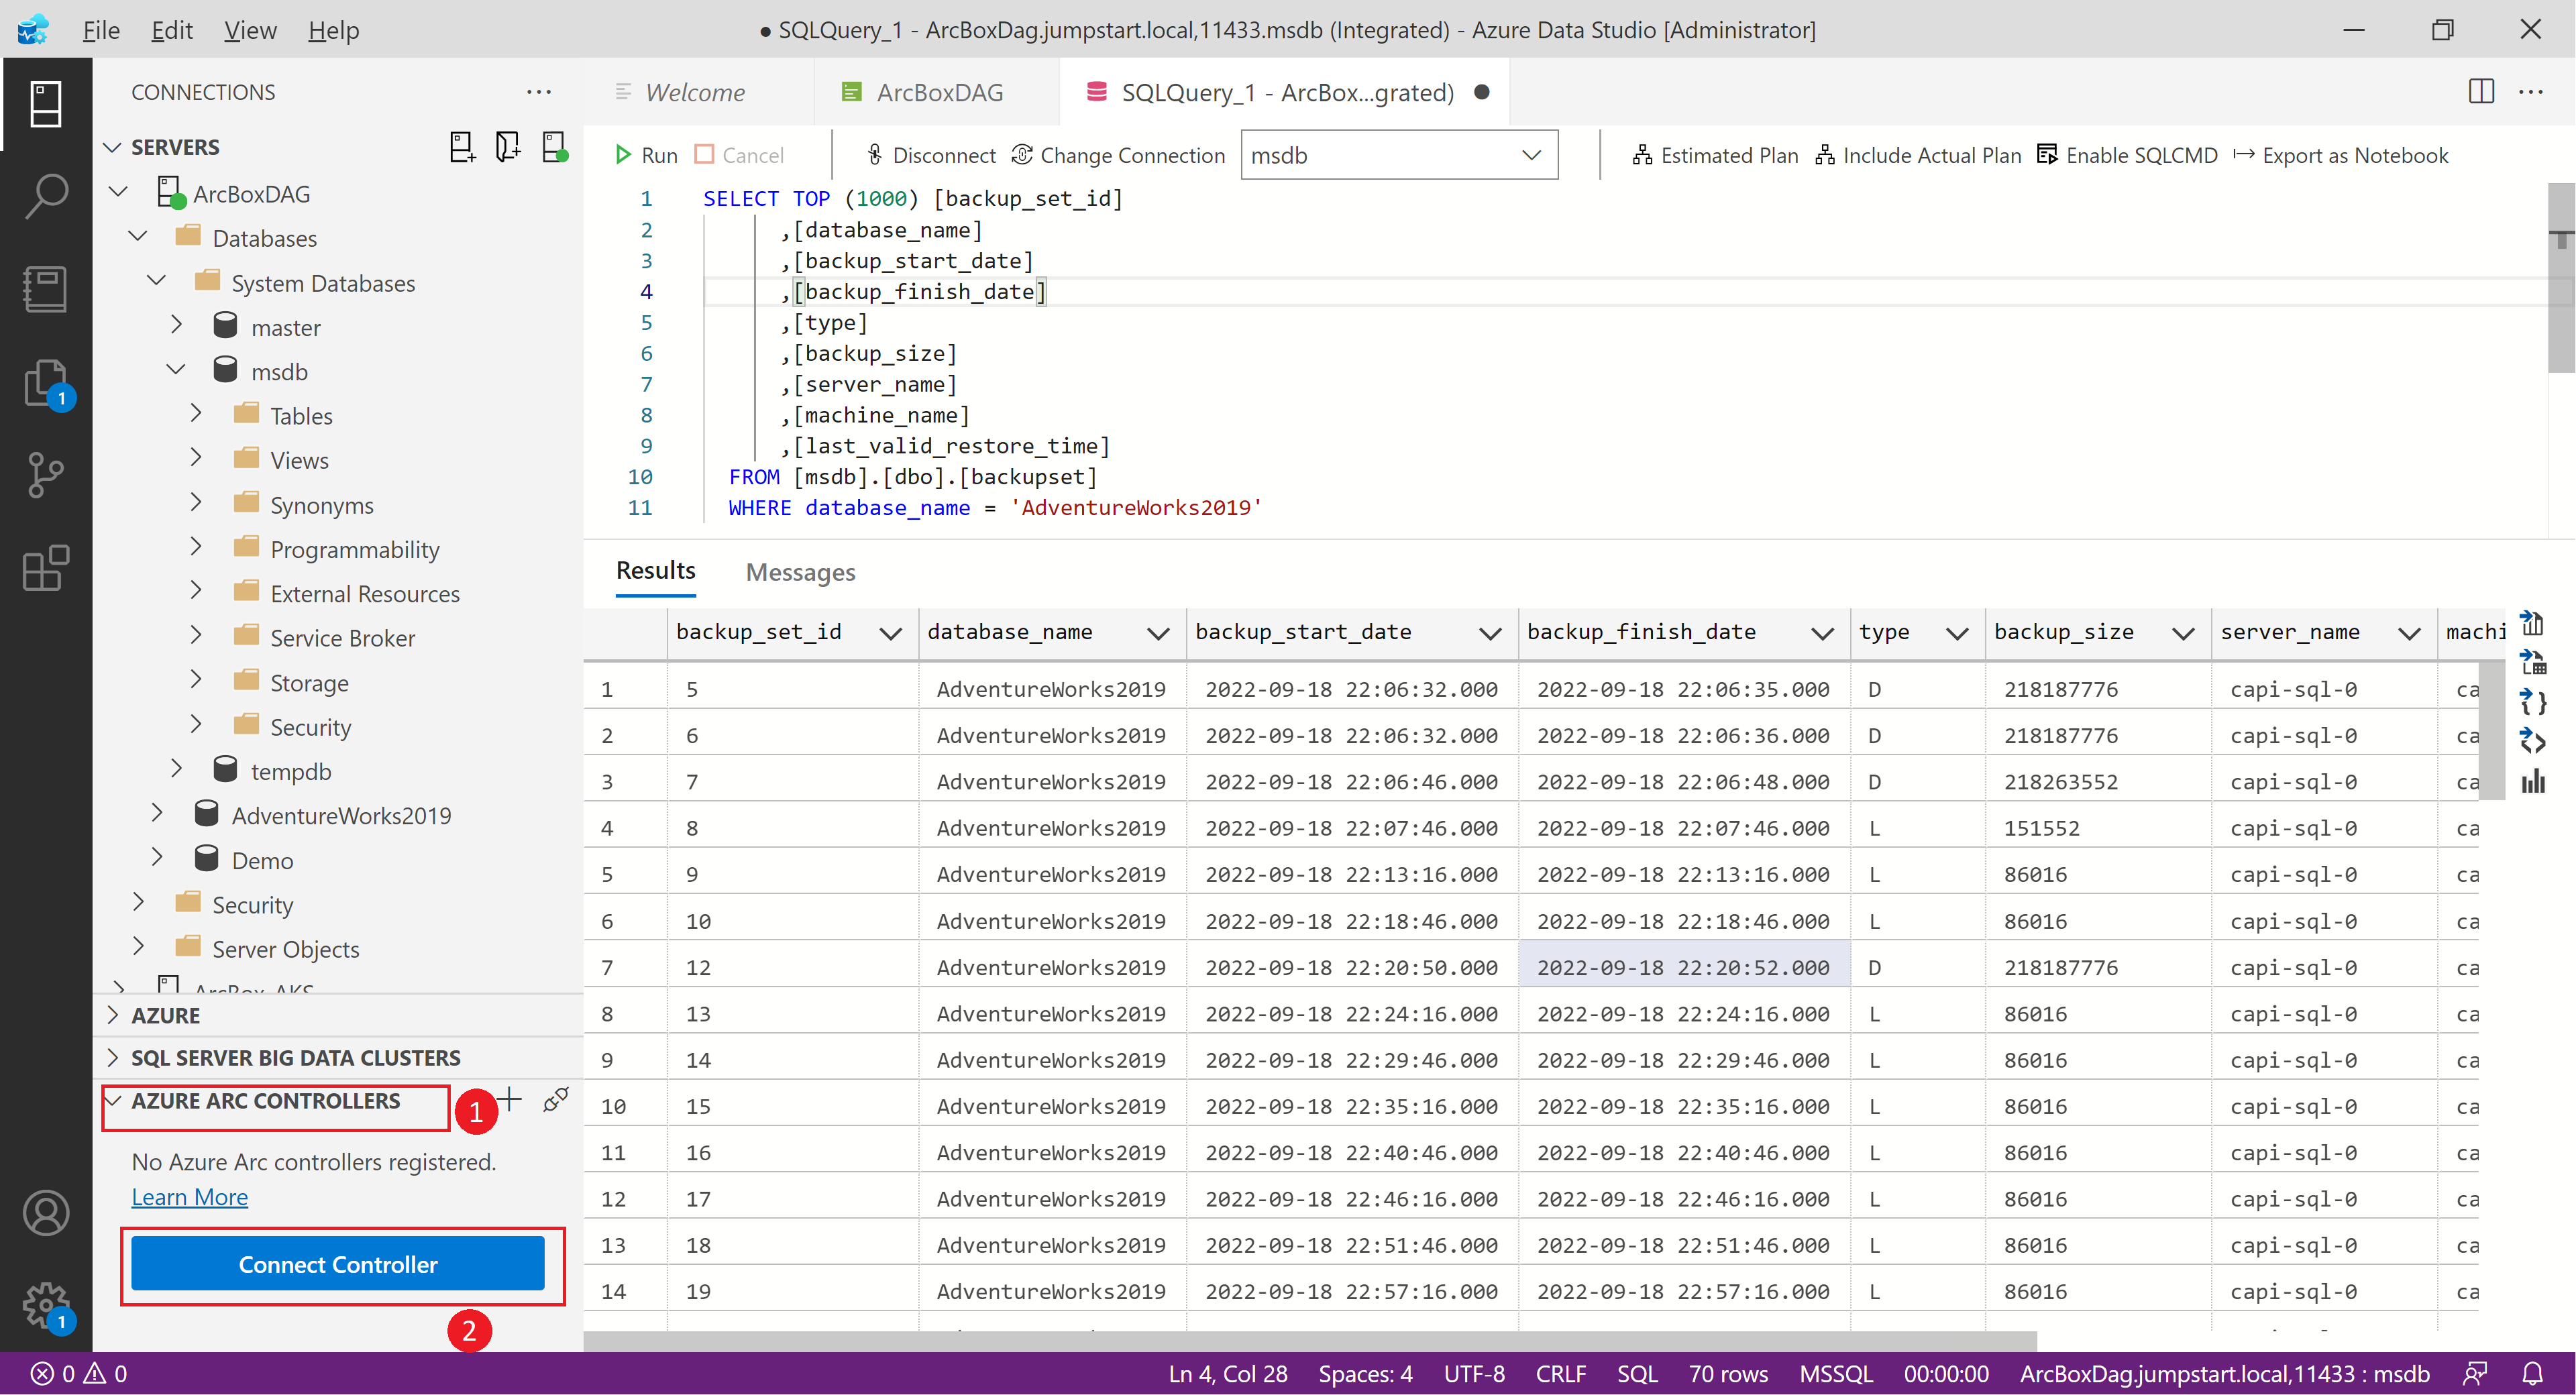 File Edit View Help
● SQLQuery_1 - ArcBoxDag.jumpstart.local,11433.msdb (Integrated) - Azure Data Studio [Administrator]
CONNECTIONS
SERVERS
ArcBoxDAG
Databases
System Databases
master
msdb
Tables
Views
Synonyms
Programmability
External Resources
Service Broker
Storage
Security
tempdb
AdventureWorks2019
Demo
Security
Server Objects
ArcBox-AKS
AZURE
SQL SERVER BIG DATA CLUSTERS
AZURE ARC CONTROLLERS
1
No Azure Arc controllers registered.
Learn More
Connect Controller
2
1
1
Welcome
ArcBoxDAG
SQLQuery_1 - ArcBox...grated)
Run Cancel Disconnect Change Connection msdb Estimated Plan Include Actual Plan Enable SQLCMD Export as Notebook
1 SELECT TOP (1000) [backup_set_id]
2 ,[database_name]
3 ,[backup_start_date]
4 ,[backup_finish_date]
5 ,[type]
6 ,[backup_size]
7 ,[server_name]
8 ,[machine_name]
9 ,[last_valid_restore_time]
10 FROM [msdb].[dbo].[backupset]
11 WHERE database_name = 'AdventureWorks2019'
Results Messages
backup_set_id database_name backup_start_date backup_finish_date type backup_size server_name machi
1 5 AdventureWorks2019 2022-09-18 22:06:32.000 2022-09-18 22:06:35.000 D 218187776 capi-sql-0 ca
2 6 AdventureWorks2019 2022-09-18 22:06:32.000 2022-09-18 22:06:36.000 D 218187776 capi-sql-0 ca
3 7 AdventureWorks2019 2022-09-18 22:06:46.000 2022-09-18 22:06:48.000 D 218263552 capi-sql-0 ca
4 8 AdventureWorks2019 2022-09-18 22:07:46.000 2022-09-18 22:07:46.000 L 151552 capi-sql-0 ca
5 9 AdventureWorks2019 2022-09-18 22:13:16.000 2022-09-18 22:13:16.000 L 86016 capi-sql-0 ca
6 10 AdventureWorks2019 2022-09-18 22:18:46.000 2022-09-18 22:18:46.000 L 86016 capi-sql-0 ca
7 12 AdventureWorks2019 2022-09-18 22:20:50.000 2022-09-18 22:20:52.000 D 218187776 capi-sql-0 ca
8 13 AdventureWorks2019 2022-09-18 22:24:16.000 2022-09-18 22:24:16.000 L 86016 capi-sql-0 ca
9 14 AdventureWorks2019 2022-09-18 22:29:46.000 2022-09-18 22:29:46.000 L 86016 capi-sql-0 ca
10 15 AdventureWorks2019 2022-09-18 22:35:16.000 2022-09-18 22:35:16.000 L 86016 capi-sql-0 ca
11 16 AdventureWorks2019 2022-09-18 22:40:46.000 2022-09-18 22:40:46.000 L 86016 capi-sql-0 ca
12 17 AdventureWorks2019 2022-09-18 22:46:16.000 2022-09-18 22:46:16.000 L 86016 capi-sql-0 ca
13 18 AdventureWorks2019 2022-09-18 22:51:46.000 2022-09-18 22:51:46.000 L 86016 capi-sql-0 ca
14 19 AdventureWorks2019 2022-09-18 22:57:16.000 2022-09-18 22:57:16.000 L 86016 capi-sql-0 ca
0 0 Ln 4, Col 28 Spaces: 4 UTF-8 CRLF SQL 70 rows MSSQL 00:00:00 ArcBoxDag.jumpstart.local,11433 : msdb